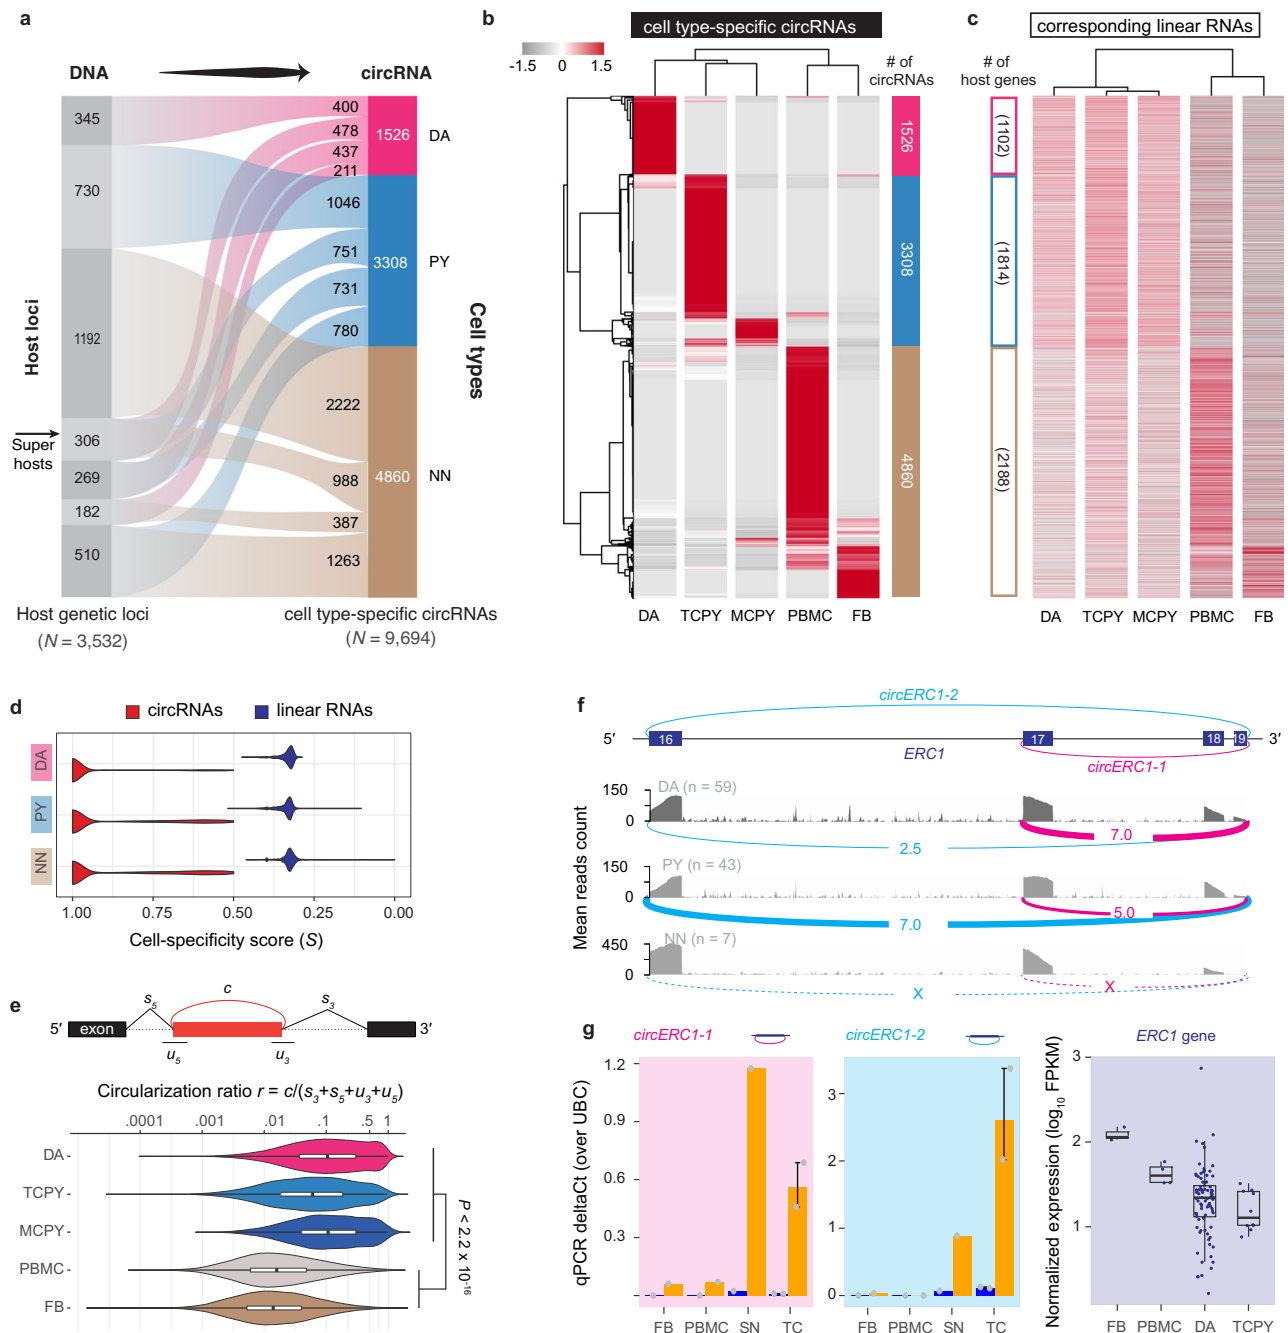 a
DNA
circRNA
345
730
1192
306
269
182
510
Host loci
Super
hosts
400
478
437
211
1046
751
731
780
2222
988
387
1263
1526
3308
4860
DA
PY
NN
Cell types
Host genetic loci
(N = 3,532)
cell type-specific circRNAs
(N = 9,694)
b
cell type-specific circRNAs
-1.5 0 1.5
# of
circRNAs
1526
3308
4860
DA TCPY MCPY PBMC FB
c
corresponding linear RNAs
# of
host genes
(1102)
(1814)
(2188)
DA TCPY MCPY PBMC FB
d
circRNAs linear RNAs
DA
PY
NN
1.00 0.75 0.50 0.25 0.00
Cell-specificity score (S)
e
c
s5 s3
5′ exon 3′
u5 u3
Circularization ratio r = c/(s3+s5+u3+u5)
.0001 .001 .01 .1 .5 1
DA
TCPY
MCPY
PBMC
FB
P < 2.2 x 10-16
f
circERC1-2
5′ 16 17 18 19 3′
ERC1
circERC1-1
Mean reads count
150
0
DA (n = 59)
7.0
2.5
150
0
PY (n = 43)
5.0
7.0
450
0
NN (n = 7)
X
X
g
circERC1-1
qPCR deltaCt (over UBC)
1.2
0.9
0.6
0.3
FB PBMC SN TC
circERC1-2
3
2
1
0
FB PBMC SN TC
ERC1 gene
Normalized expression (log10 FPKM)
3
2
1
FB PBMC DA TCPY